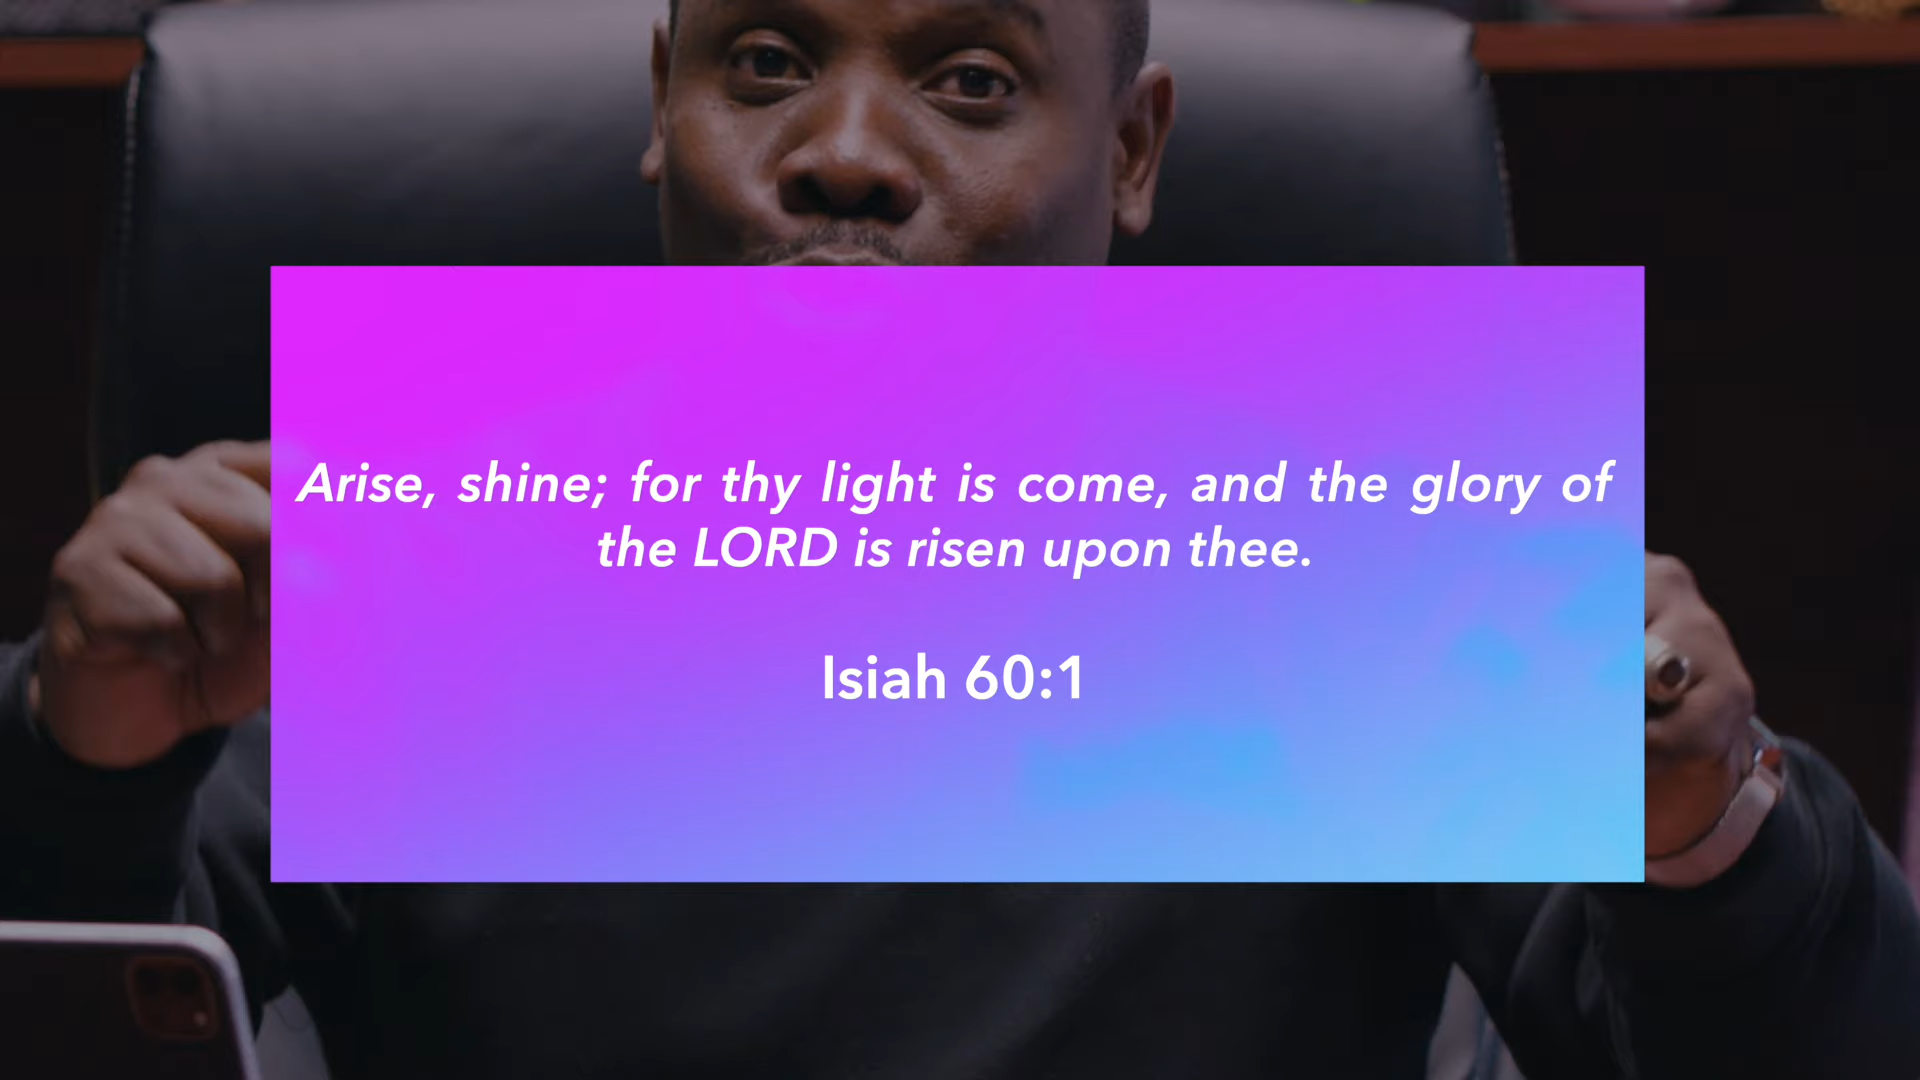 Arise, shine; for thy light is come, and the glory of
the LORD is risen upon thee.
Isiah 60:1